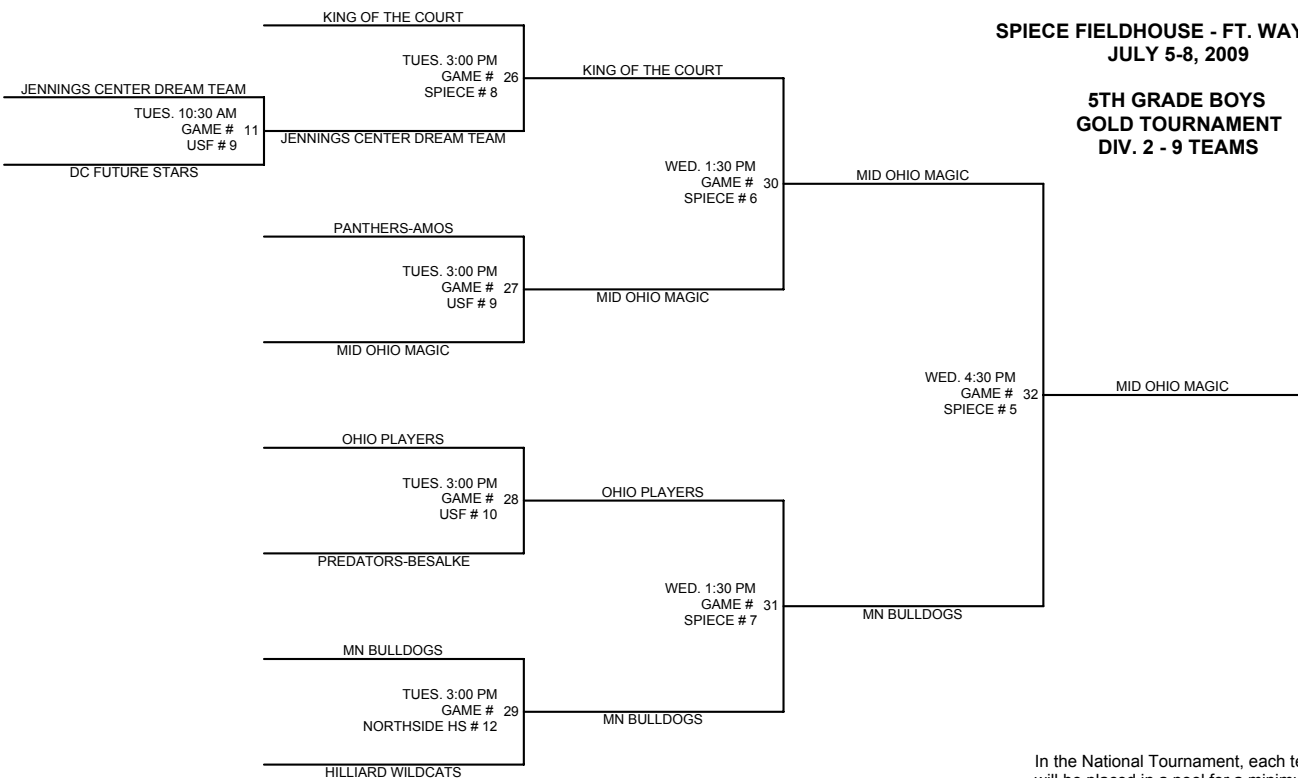 KING OF THE COURT
SPIECE FIELDHOUSE - FT. WAY
JULY 5-8, 2009
5TH GRADE BOYS
GOLD TOURNAMENT
DIV. 2 - 9 TEAMS
TUES. 3:00 PM
GAME # 26
SPIECE # 8
KING OF THE COURT
JENNINGS CENTER DREAM TEAM
TUES. 10:30 AM
GAME # 11
USF # 9
JENNINGS CENTER DREAM TEAM
DC FUTURE STARS
WED. 1:30 PM
GAME # 30
SPIECE # 6
MID OHIO MAGIC
PANTHERS-AMOS
TUES. 3:00 PM
GAME # 27
USF # 9
MID OHIO MAGIC
MID OHIO MAGIC
WED. 4:30 PM
GAME # 32
SPIECE # 5
MID OHIO MAGIC
OHIO PLAYERS
TUES. 3:00 PM
GAME # 28
USF # 10
OHIO PLAYERS
PREDATORS-BESALKE
WED. 1:30 PM
GAME # 31
SPIECE # 7
MN BULLDOGS
MN BULLDOGS
TUES. 3:00 PM
GAME # 29
NORTHSIDE HS # 12
MN BULLDOGS
HILLIARD WILDCATS
In the National Tournament, each te